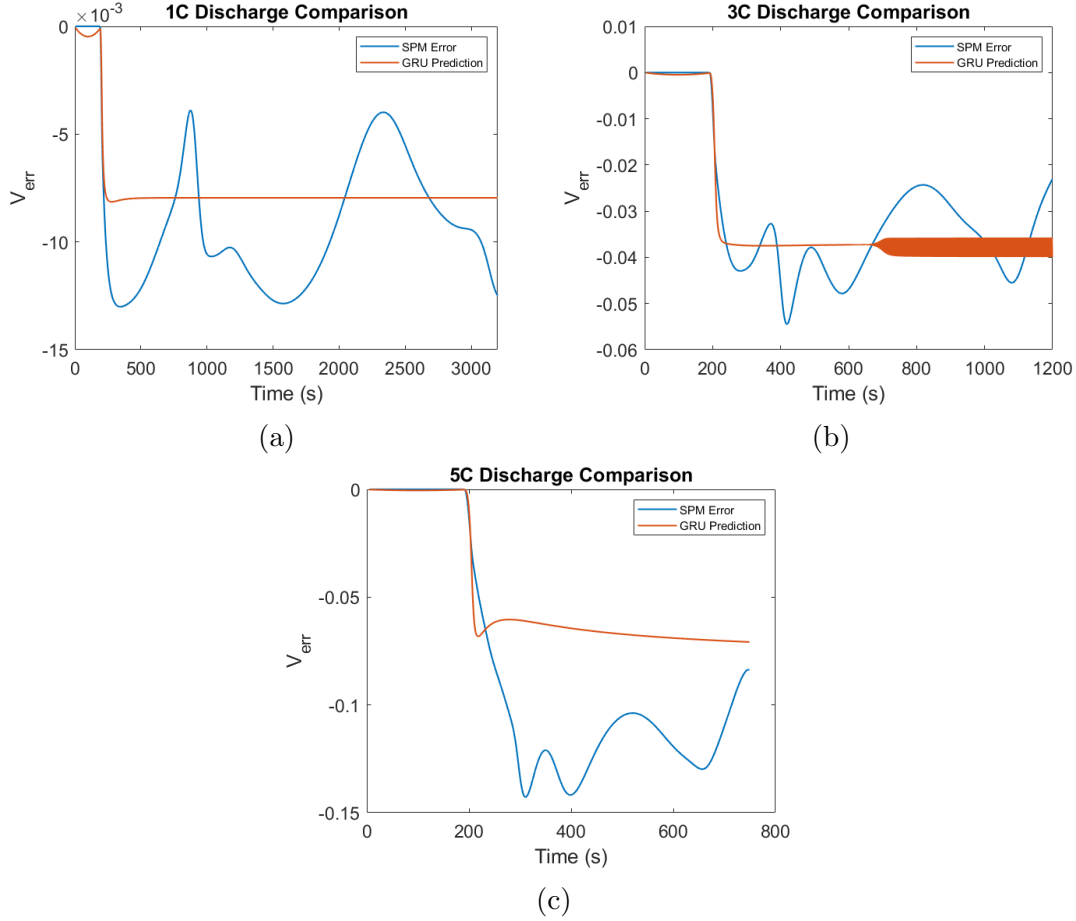 1C Discharge Comparison
×10^-3
0
-5
-10
-15
V_err
0 500 1000 1500 2000 2500 3000
Time (s)
SPM Error
GRU Prediction
(a)
3C Discharge Comparison
0.01
0
-0.01
-0.02
-0.03
-0.04
-0.05
-0.06
V_err
0 200 400 600 800 1000 1200
Time (s)
SPM Error
GRU Prediction
(b)
5C Discharge Comparison
0
-0.05
-0.1
-0.15
V_err
0 200 400 600 800
Time (s)
SPM Error
GRU Prediction
(c)